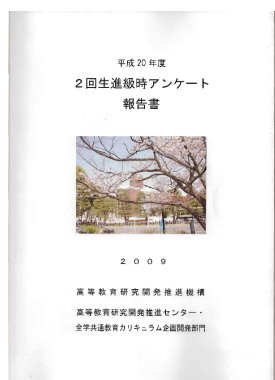 平成 20 年度
2回生進級時アンケート
報告書
2009
高等教育研究開発推進機構
高等教育研究開発推進センター・
全学共通教育カリキュラム企画開発部門